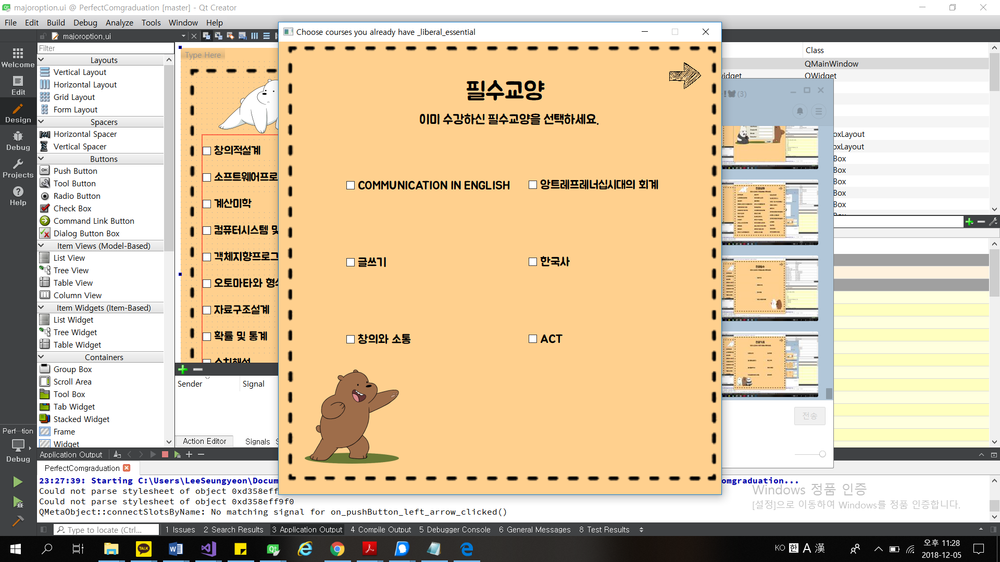 majoroption.ui @ PerfectComgraduation [master] - Qt Creator
File Edit Build Debug Analyze Tools Window Help
majoroption.ui
Filter
Welcome
Edit
Design
Debug
Projects
Help
Layouts
Vertical Layout
Horizontal Layout
Grid Layout
Form Layout
Spacers
Horizontal Spacer
Vertical Spacer
Buttons
Push Button
Tool Button
Radio Button
Check Box
Command Link Button
Dialog Button Box
Item Views (Model-Based)
List View
Tree View
Table View
Column View
Item Widgets (Item-Based)
List Widget
Tree Widget
Table Widget
Containers
Group Box
Scroll Area
Tool Box
Tab Widget
Stacked Widget
Frame
Widget
Type Here
창의적설계
소프트웨어프로
계산미학
컴퓨터시스템 및
객체지향프로그
오토마타와 형식
자료구조설계
확률 및 통계
수치해석
Sender Signal
Action Editor Signals
Choose courses you already have _liberal_essential
필수교양
이미 수강하신 필수교양을 선택하세요.
COMMUNICATION IN ENGLISH
앙트레프레너십시대의 회계
글쓰기
한국사
창의와 소통
ACT
Class
QMainWindow
idget QWidget
(3)
oxLayout
oxLayout
Box
Box
Box
Box
Box
전송
Perf···tion
Debug
Application Output
PerfectComgraduation
23:27:39: Starting C:\Users\LeeSeungyeon\Docum
omgraduation...
Could not parse stylesheet of object 0xd358eff
Could not parse stylesheet of object 0xd358eff9f0
QMetaObject::connectSlotsByName: No matching signal for on_pushButton_left_arrow_clicked()
Windows 정품 인증
[설정]으로 이동하여 Windows를 정품 인증합니다.
Type to locate (Ctrl...
1 Issues 2 Search Results 3 Application Output 4 Compile Output 5 Debugger Console 6 General Messages 8 Test Results
TALK
KO 한 A 漢
오후 11:28
2018-12-05